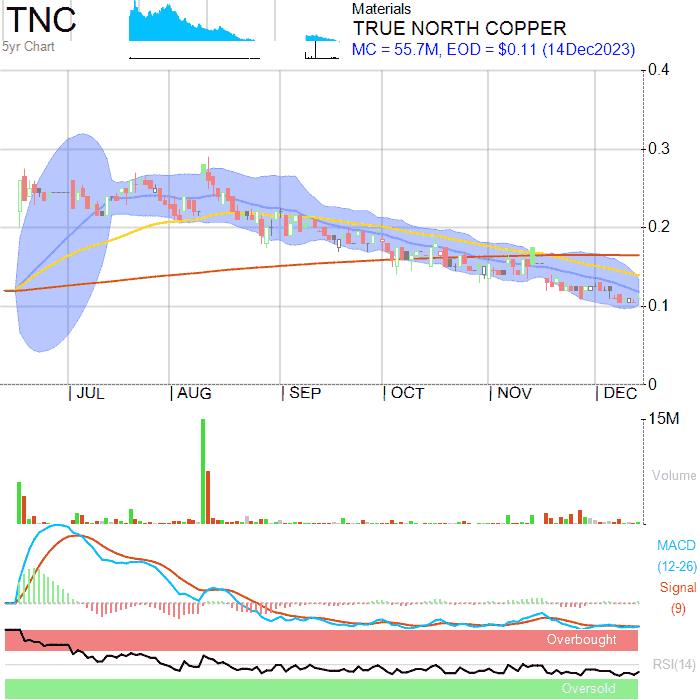 TNC
5yr Chart
Materials
TRUE NORTH COPPER
MC = 55.7M, EOD = $0.11 (14Dec2023)
0.4
0.3
0.2
0.1
0
JUL AUG SEP OCT NOV DEC
15M
Volume
MACD
(12-26)
Signal
(9)
Overbought
RSI(14)
Oversold